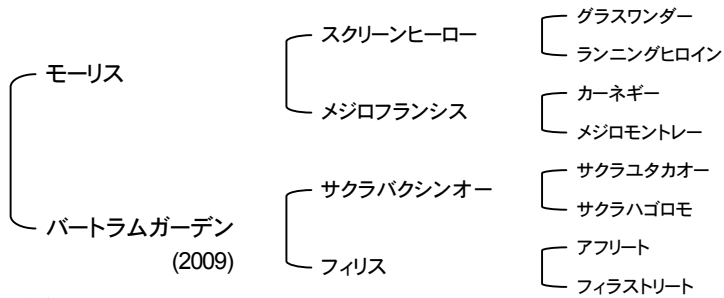 モーリス
スクリーンヒーロー
グラスワンダー
ランニングヒロイン
メジロフランシス
カーネギー
メジロモントレー
バートラムガーデン
(2009)
サクラバクシンオー
サクラユタカオー
サクラハゴロモ
フィリス
アフリート
フィラストリート